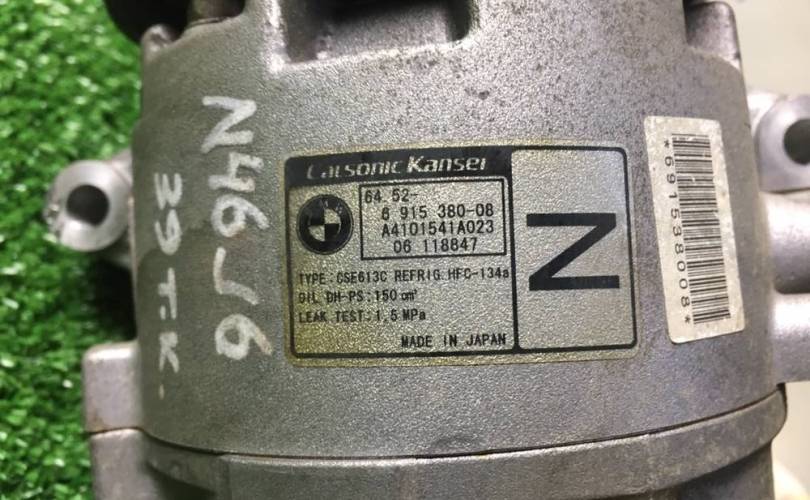 Calsonic Kansei
64 52-
6 915 380-08
A4101541A023
06 118847
TYPE : CSE613C REFRIG HFC-134a
OIL DH-PS : 150 cm³
LEAK TEST : 1,5 MPa
MADE IN JAPAN
N
*691538008*
N46 J6
39 T.K.